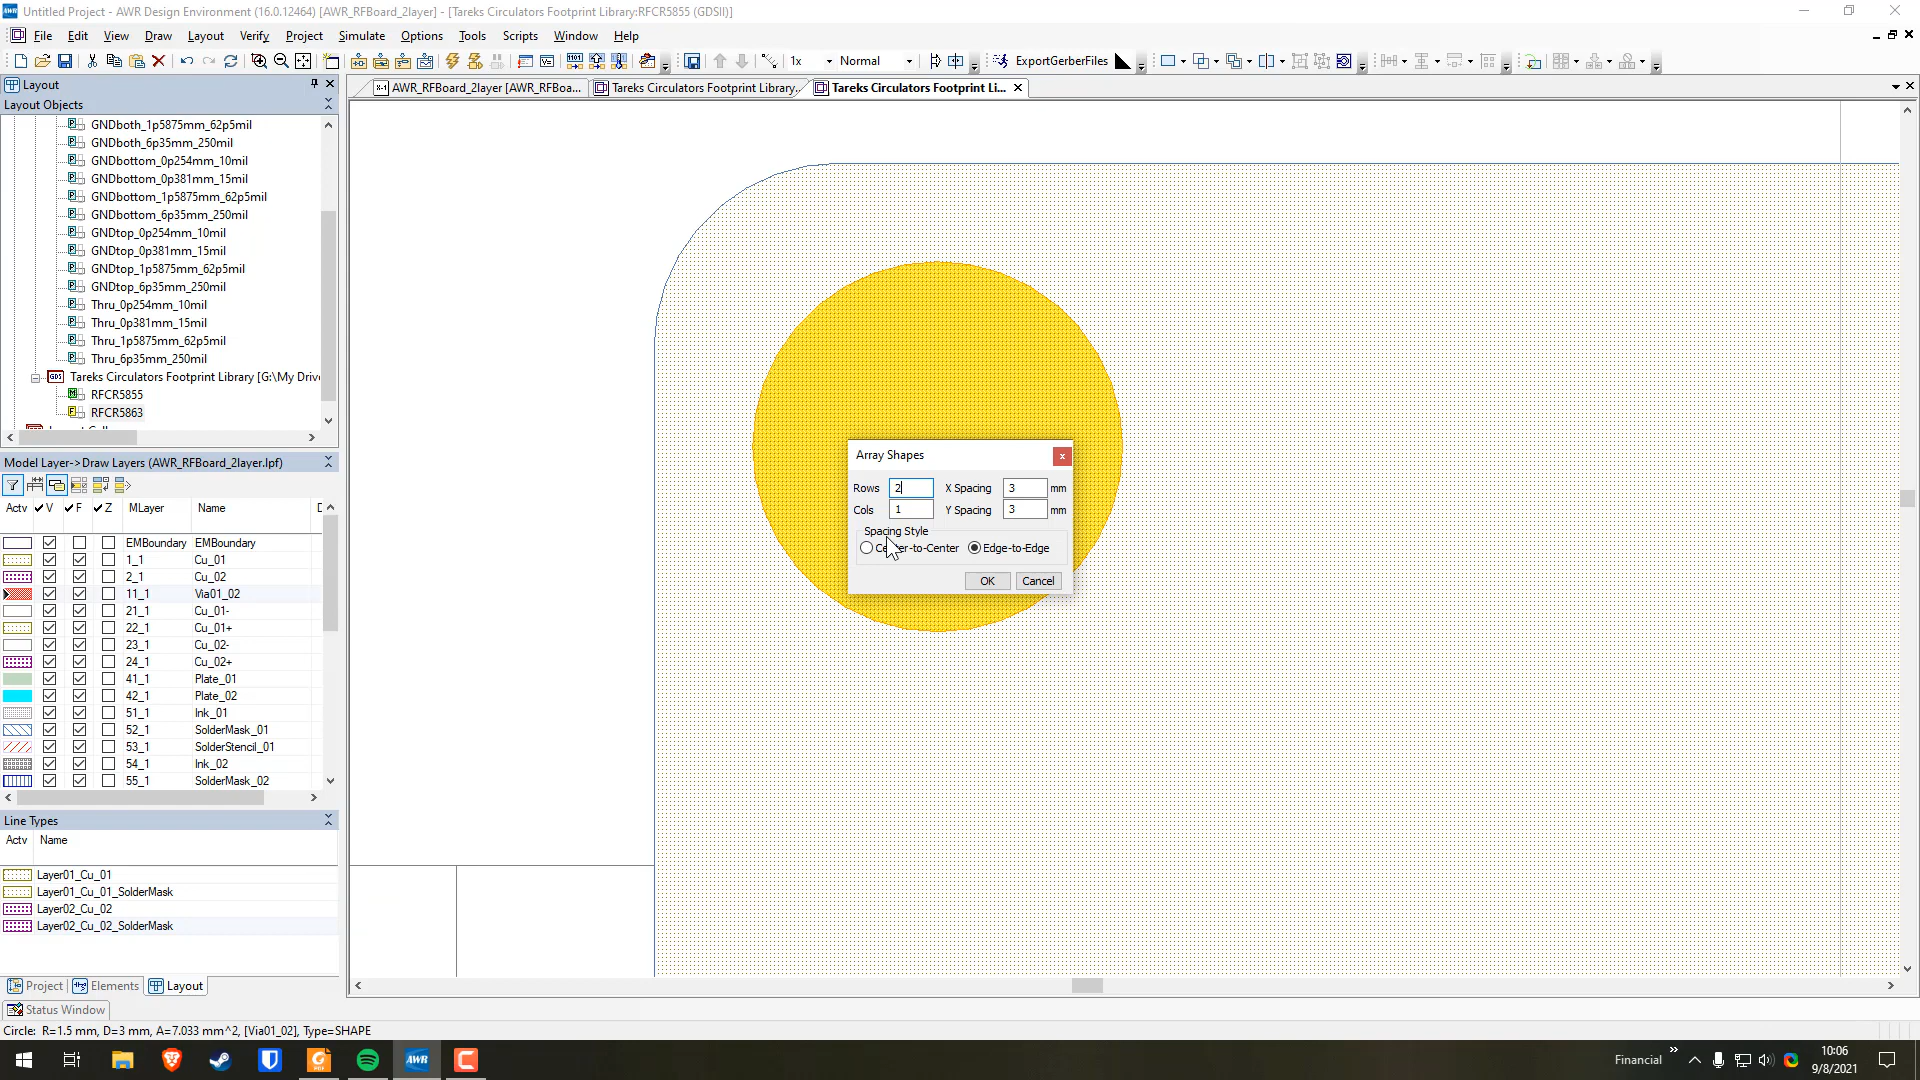 Untitled Project - AWR Design Environment (16.0.12464) [AWR_RFBoard_2layer] - [Tareks Circulators Footprint Library:RFCR5855 (GDSII)]
File Edit View Draw Layout Verify Project Simulate Options Tools Scripts Window Help
1x Normal ExportGerberFiles
Layout
AWR_RFBoard_2layer [AWR_RFBoa... Tareks Circulators Footprint Library... Tareks Circulators Footprint Li...
Layout Objects
GNDboth_1p5875mm_62p5mil
GNDboth_6p35mm_250mil
GNDbottom_0p254mm_10mil
GNDbottom_0p381mm_15mil
GNDbottom_1p5875mm_62p5mil
GNDbottom_6p35mm_250mil
GNDtop_0p254mm_10mil
GNDtop_0p381mm_15mil
GNDtop_1p5875mm_62p5mil
GNDtop_6p35mm_250mil
Thru_0p254mm_10mil
Thru_0p381mm_15mil
Thru_1p5875mm_62p5mil
Thru_6p35mm_250mil
GDS Tareks Circulators Footprint Library [G:\My Driv
RFCR5855
RFCR5863
Model Layer->Draw Layers (AWR_RFBoard_2layer.lpf)
Actv V F Z MLayer Name
EMBoundary EMBoundary
1_1 Cu_01
2_1 Cu_02
11_1 Via01_02
21_1 Cu_01-
22_1 Cu_01+
23_1 Cu_02-
24_1 Cu_02+
41_1 Plate_01
42_1 Plate_02
51_1 Ink_01
52_1 SolderMask_01
53_1 SolderStencil_01
54_1 Ink_02
55_1 SolderMask_02
Line Types
Actv Name
Layer01_Cu_01
Layer01_Cu_01_SolderMask
Layer02_Cu_02
Layer02_Cu_02_SolderMask
Array Shapes
Rows 2 X Spacing 3 mm
Cols 1 Y Spacing 3 mm
Spacing Style
Center-to-Center Edge-to-Edge
OK Cancel
Project Elements Layout
Status Window
Circle: R=1.5 mm, D=3 mm, A=7.033 mm^2, [Via01_02], Type=SHAPE
AWR
Financial
10:06
9/8/2021